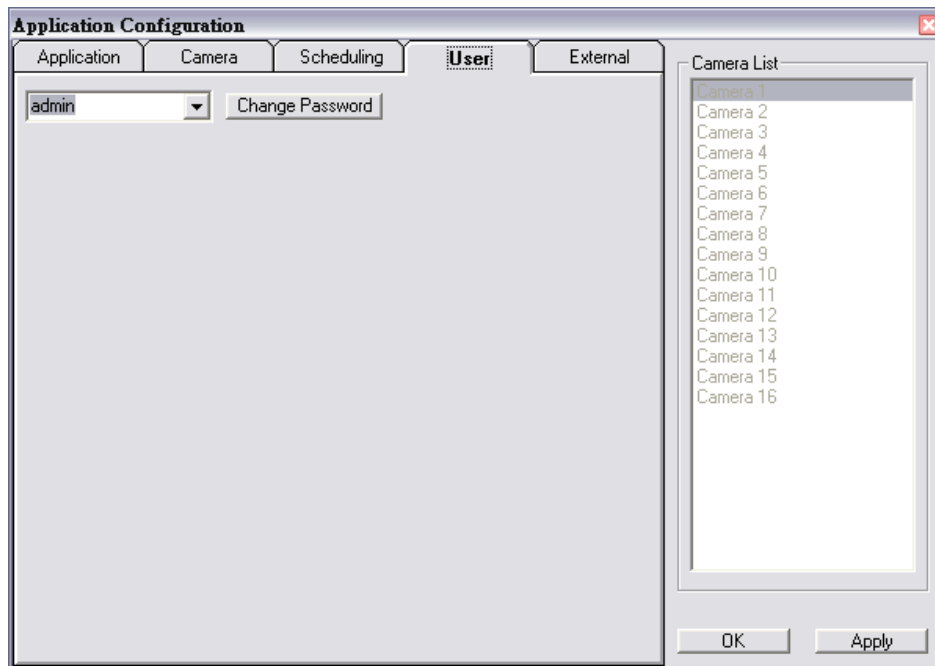 Application Configuration
Application Camera Scheduling User External
admin Change Password
Camera List
Camera 1
Camera 2
Camera 3
Camera 4
Camera 5
Camera 6
Camera 7
Camera 8
Camera 9
Camera 10
Camera 11
Camera 12
Camera 13
Camera 14
Camera 15
Camera 16
OK Apply